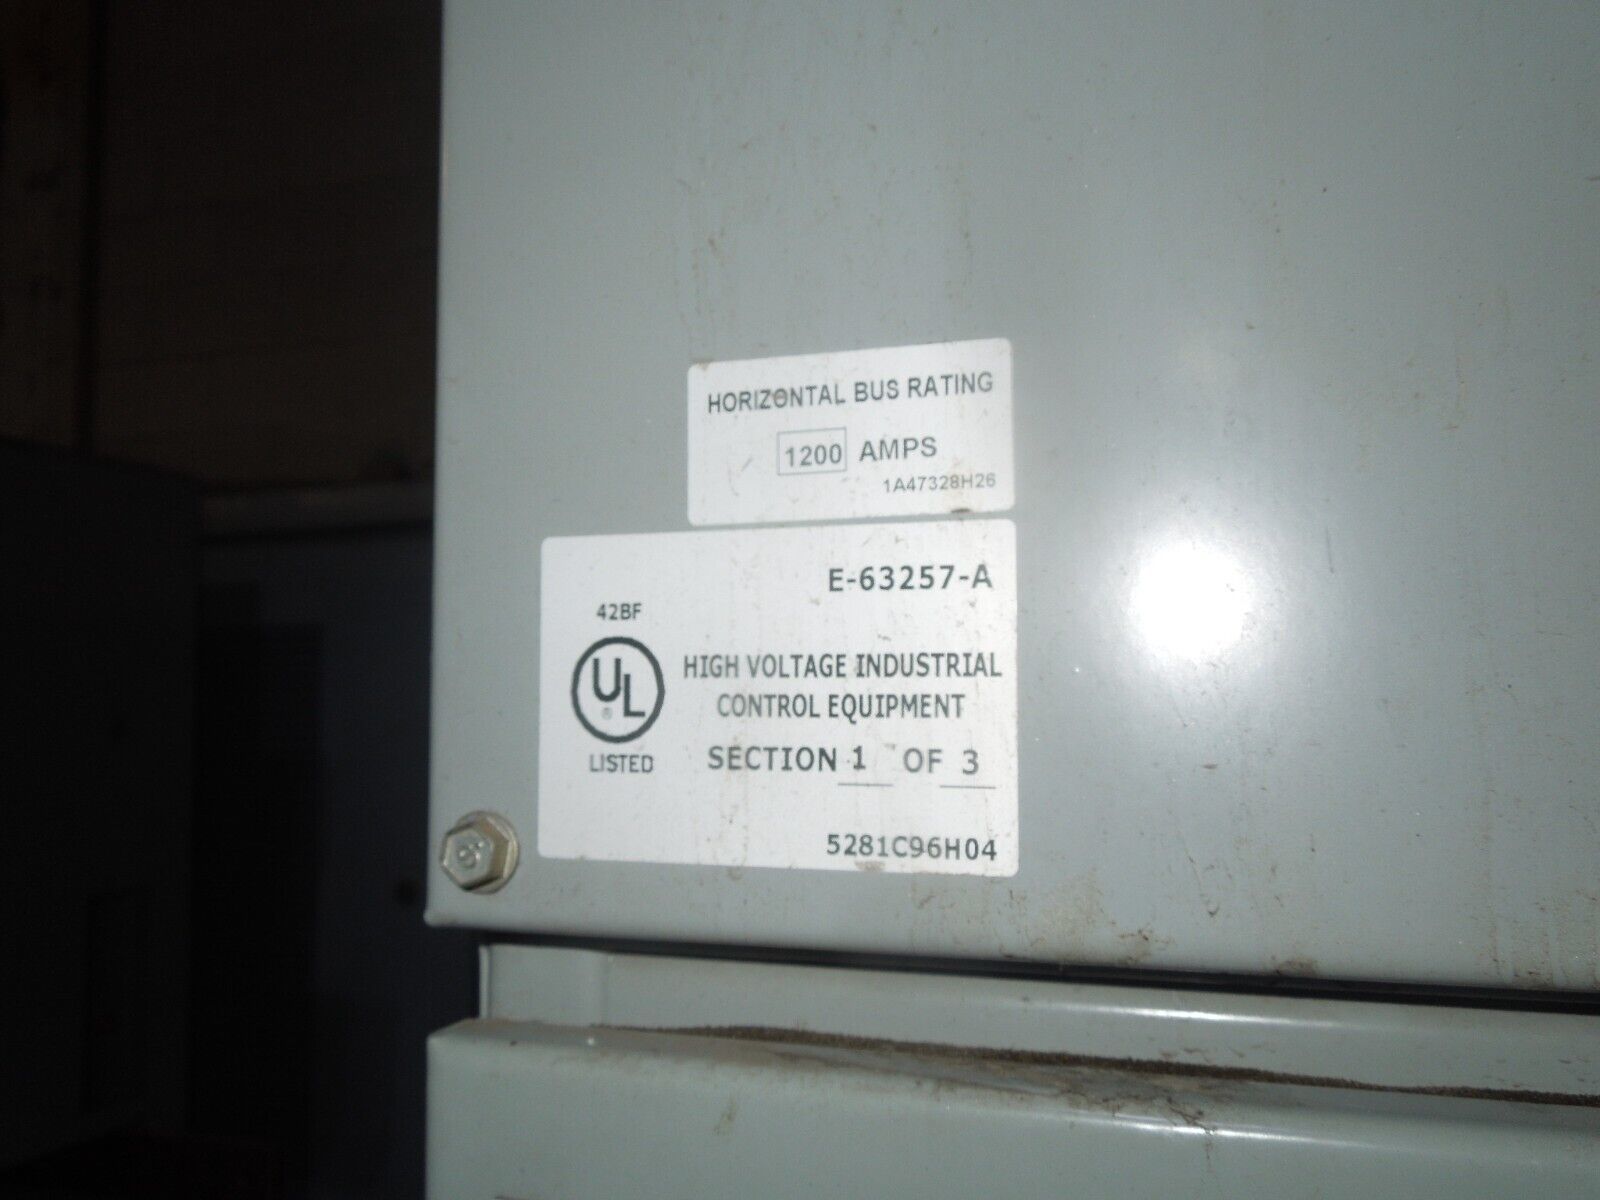 HORIZONTAL BUS RATING
1200 AMPS
1A47328H26
E-63257-A
42BF
UL
®
LISTED
HIGH VOLTAGE INDUSTRIAL
CONTROL EQUIPMENT
SECTION 1 OF 3
5281C96H04